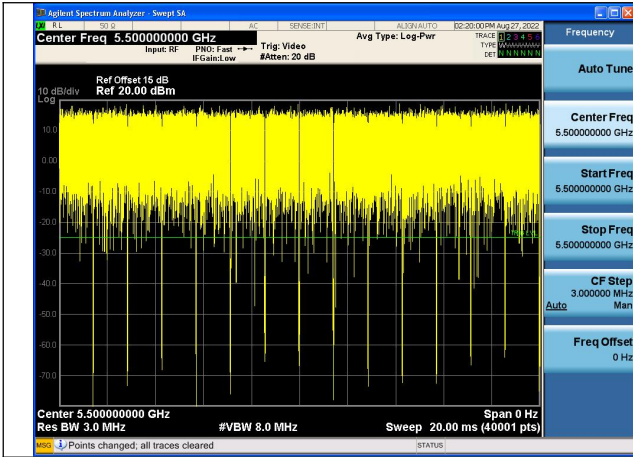 Agilent Spectrum Analyzer - Swept SA
RL 50 Ω AC SENSE:INT ALIGN AUTO 02:20:00 PM Aug 27, 2022
Center Freq 5.500000000 GHz
Input: RF PNO: Fast Trig: Video Avg Type: Log-Pwr TRACE 1 2 3 4 5 6
IFGain:Low #Atten: 20 dB TYPE
DET N N N N N N
Ref Offset 15 dB
10 dB/div Ref 20.00 dBm
Log
10.0
0.00
-10.0
-20.0
-30.0
-40.0
-50.0
-60.0
-70.0
Center 5.500000000 GHz Span 0 Hz
Res BW 3.0 MHz #VBW 8.0 MHz Sweep 20.00 ms (40001 pts)
MSG Points changed; all traces cleared STATUS
Frequency
Auto Tune
Center Freq
5.500000000 GHz
Start Freq
5.500000000 GHz
Stop Freq
5.500000000 GHz
CF Step
3.000000 MHz
Auto Man
Freq Offset
0 Hz